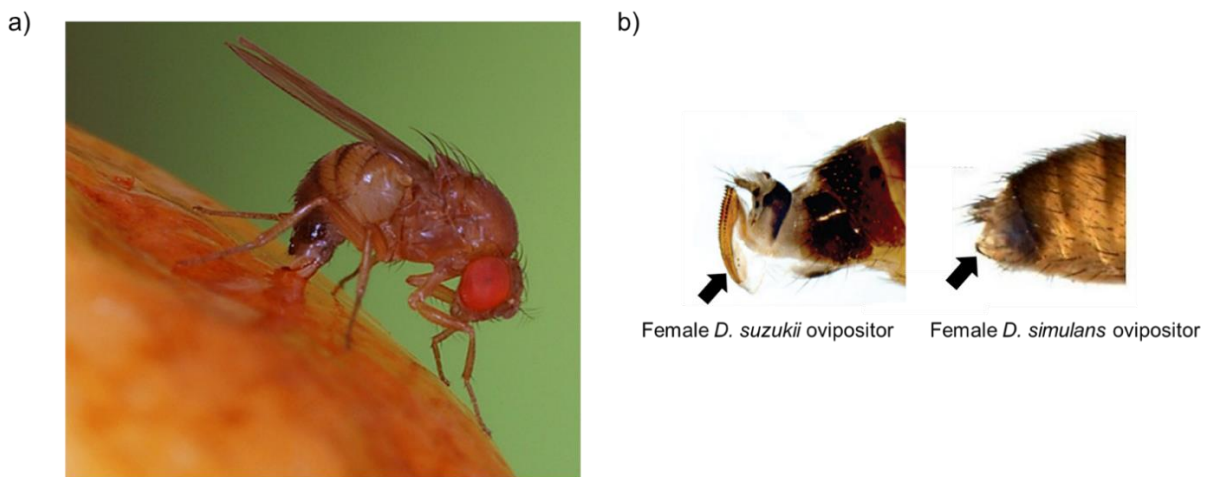 a)
b)
Female D. suzukii ovipositor
Female D. simulans ovipositor